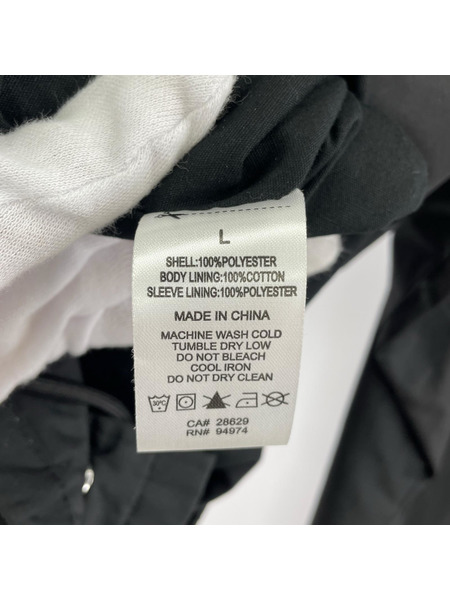 L
SHELL:100%POLYESTER
BODY LINING:100%COTTON
SLEEVE LINING:100%POLYESTER
MADE IN CHINA
MACHINE WASH COLD
TUMBLE DRY LOW
DO NOT BLEACH
COOL IRON
DO NOT DRY CLEAN
30°C
CA# 28629
RN# 94974